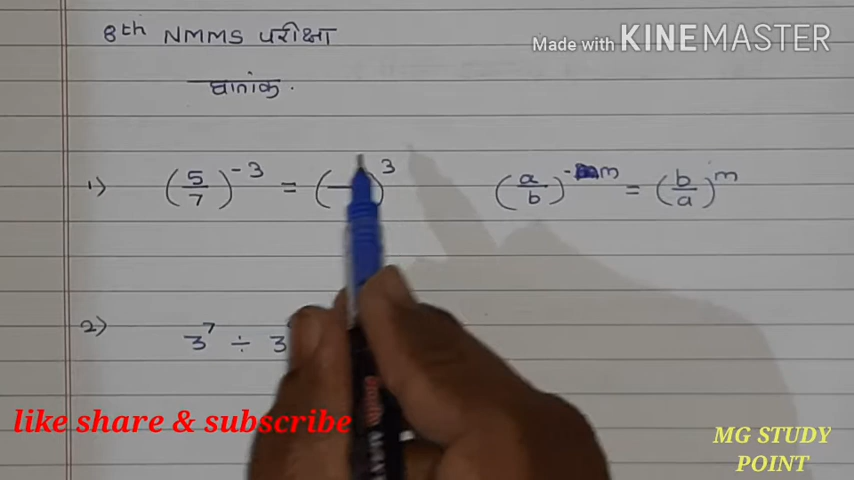 8th NMMS परीक्षा
Made with KINEMASTER
घातांक.
1) (5/7)^-3 = (—)^3 (a/b)^-m = (b/a)^m
2) 3^7 ÷ 3
like share & subscribe
MG STUDY
POINT